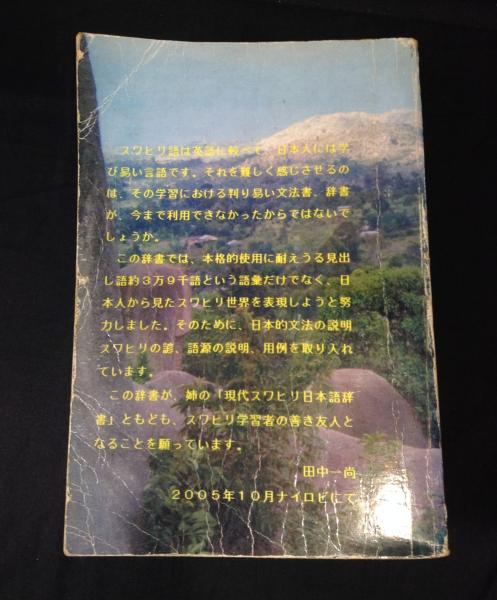 スワヒリ語は英語に較べて、日本人には学
び易い言語です。それを難しく感じさせるの
は、その学習における判り易い文法書、辞書
が、今まで利用できなかったからではないで
しょうか。
この辞書では、本格的使用に耐えうる見出
し語約3万9千語という語彙だけでなく、日
本人から見たスワヒリ世界を表現しようと努
力しました。そのために、日本的文法の説明
スワヒリの諺、語源の説明、用例を取り入れ
ています。
この辞書が、姉の「現代スワヒリ日本語辞
書」ともども、スワヒリ学習者の善き友人と
なることを願っています。
田中一尚
2005年10月ナイロビにて